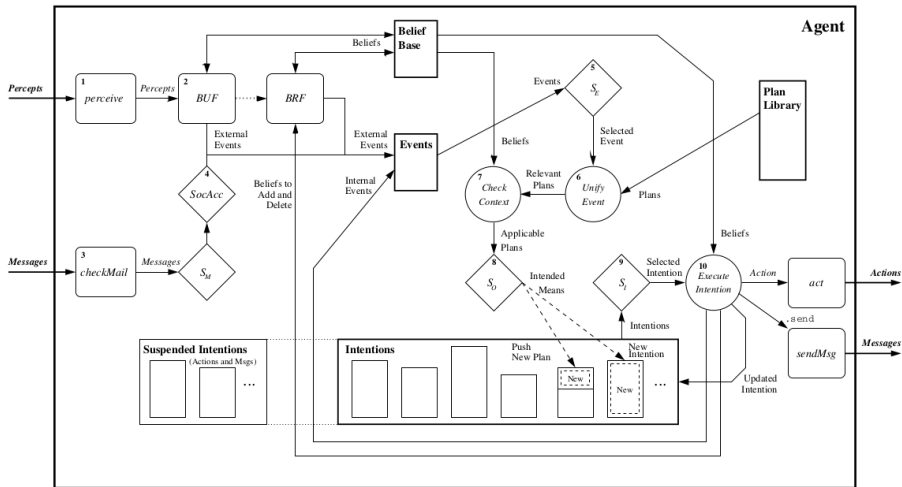 Agent
Belief
Base
Beliefs
Percepts
1
perceive
Percepts
2
BUF
BRF
5
S_E
Events
Plan
Library
External
Events
External
Events
Events
Selected
Event
Beliefs
4
SocAcc
Beliefs to
Add and
Delete
Internal
Events
7
Check
Context
Relevant
Plans
6
Unify
Event
Plans
Messages
3
checkMail
Messages
S_M
Applicable
Plans
8
S_O
Intended
Means
9
S_I
Selected
Intention
Beliefs
10
Execute
Intention
Action
act
Actions
.send
sendMsg
Messages
Intentions
Suspended Intentions
(Actions and Msgs)
...
Intentions
Push
New Plan
New
Intention
New
New
...
Updated
Intention